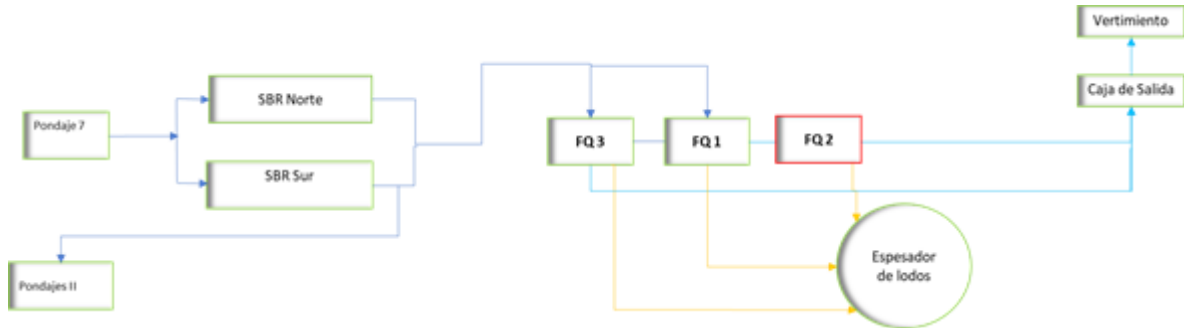 Vertimiento
Caja de Salida
SBR Norte
Pondaje 7
SBR Sur
FQ 3
FQ 1
FQ 2
Espesador
de lodos
Pondajes II